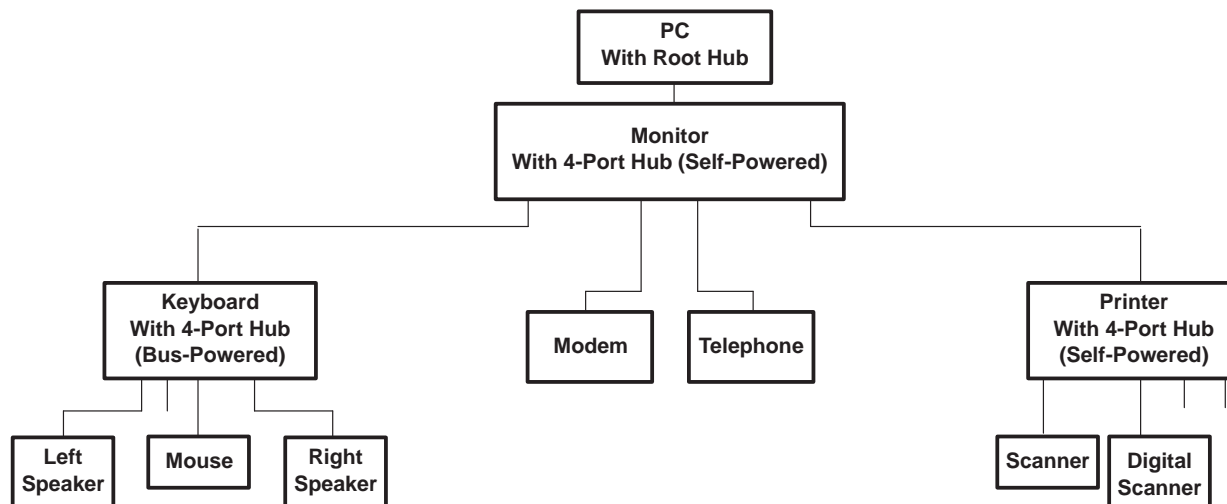 PC
With Root Hub
Monitor
With 4-Port Hub (Self-Powered)
Keyboard
With 4-Port Hub
(Bus-Powered)
Modem
Telephone
Printer
With 4-Port Hub
(Self-Powered)
Left
Speaker
Mouse
Right
Speaker
Scanner
Digital
Scanner